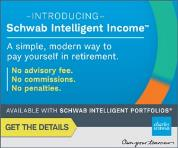 –INTRODUCING–
Schwab Intelligent Income™
A simple, modern way to
pay yourself in retirement.
No advisory fee.
No commissions.
No penalties.
AVAILABLE WITH SCHWAB INTELLIGENT PORTFOLIOS®
GET THE DETAILS
charles
SCHWAB
Own your tomorrow